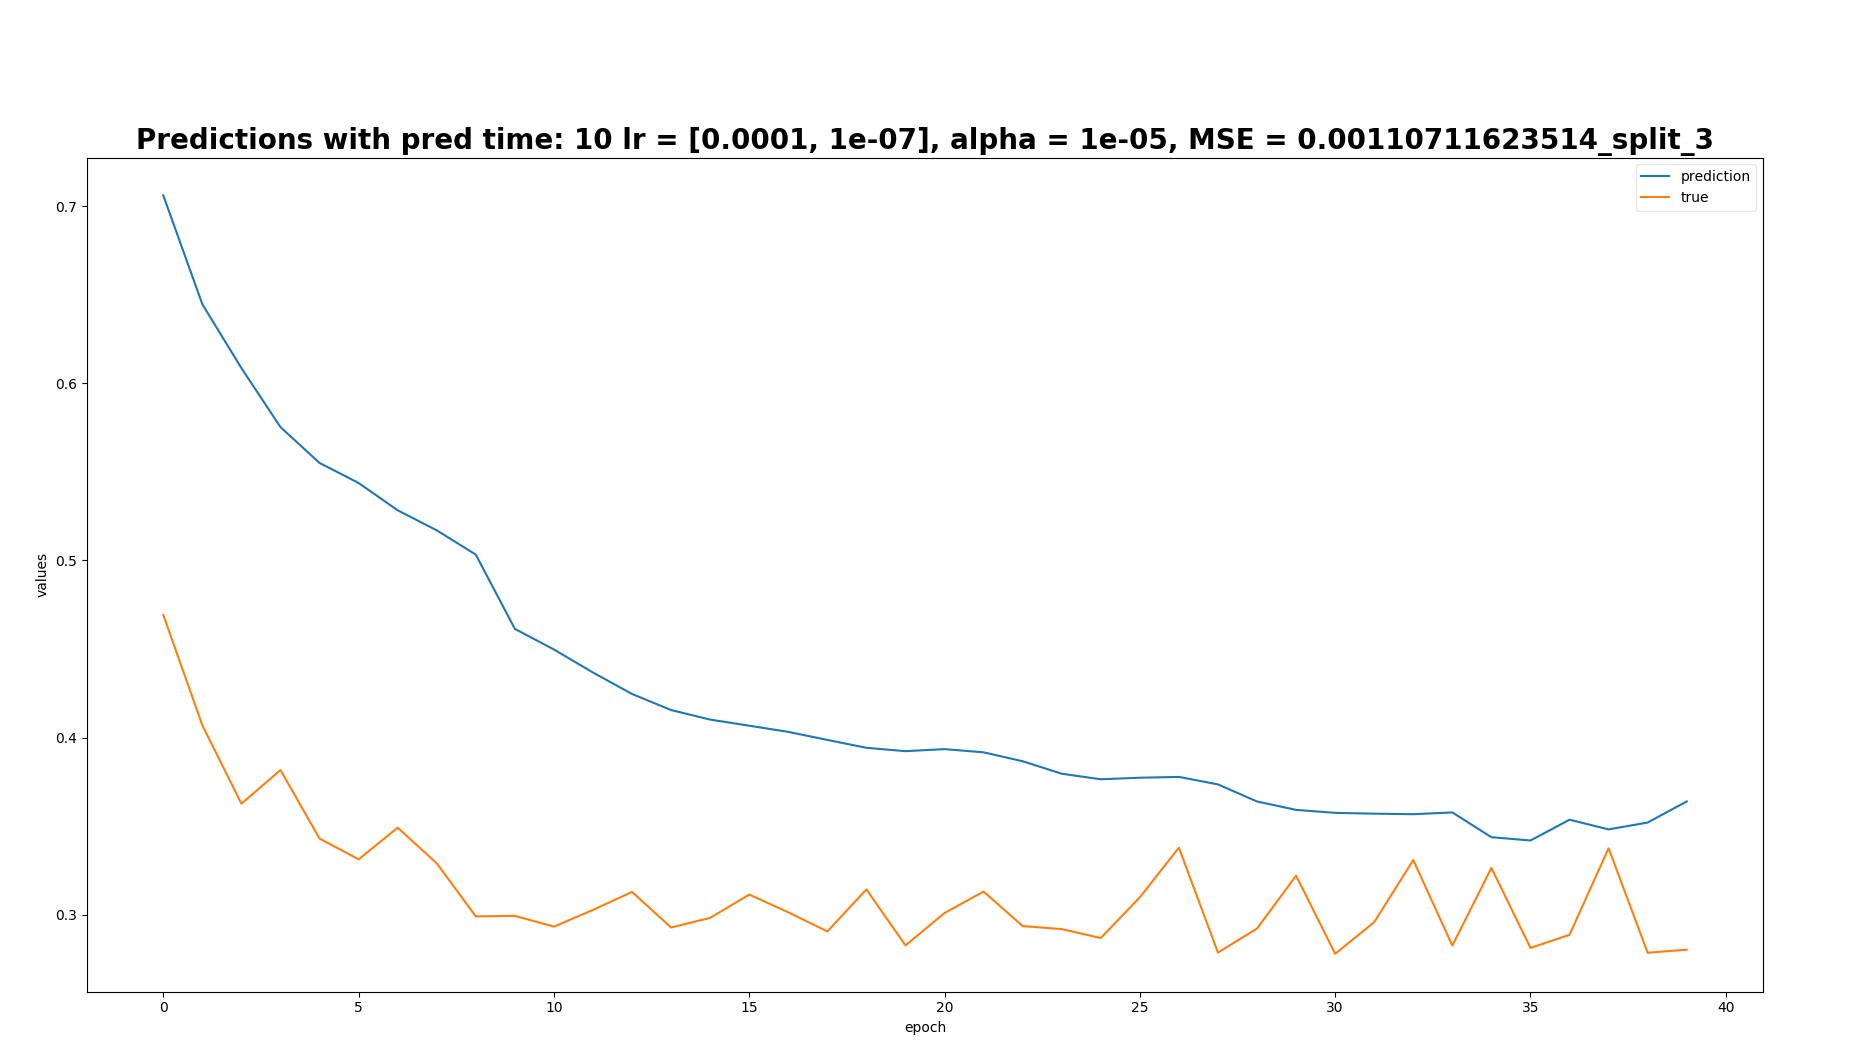 Predictions with pred time: 10 lr = [0.0001, 1e-07], alpha = 1e-05, MSE = 0.00110711623514_split_3
prediction
true
0.7
0.6
0.5
0.4
0.3
values
0 5 10 15 20 25 30 35 40
epoch